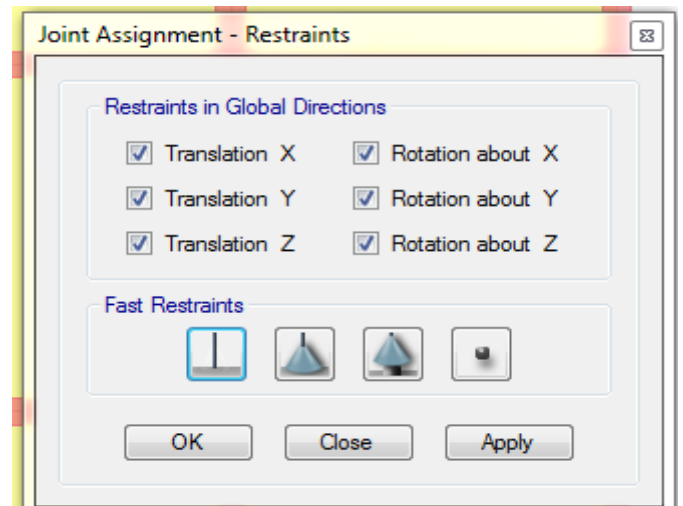 Joint Assignment - Restraints
Restraints in Global Directions
Translation X Rotation about X
Translation Y Rotation about Y
Translation Z Rotation about Z
Fast Restraints
OK Close Apply